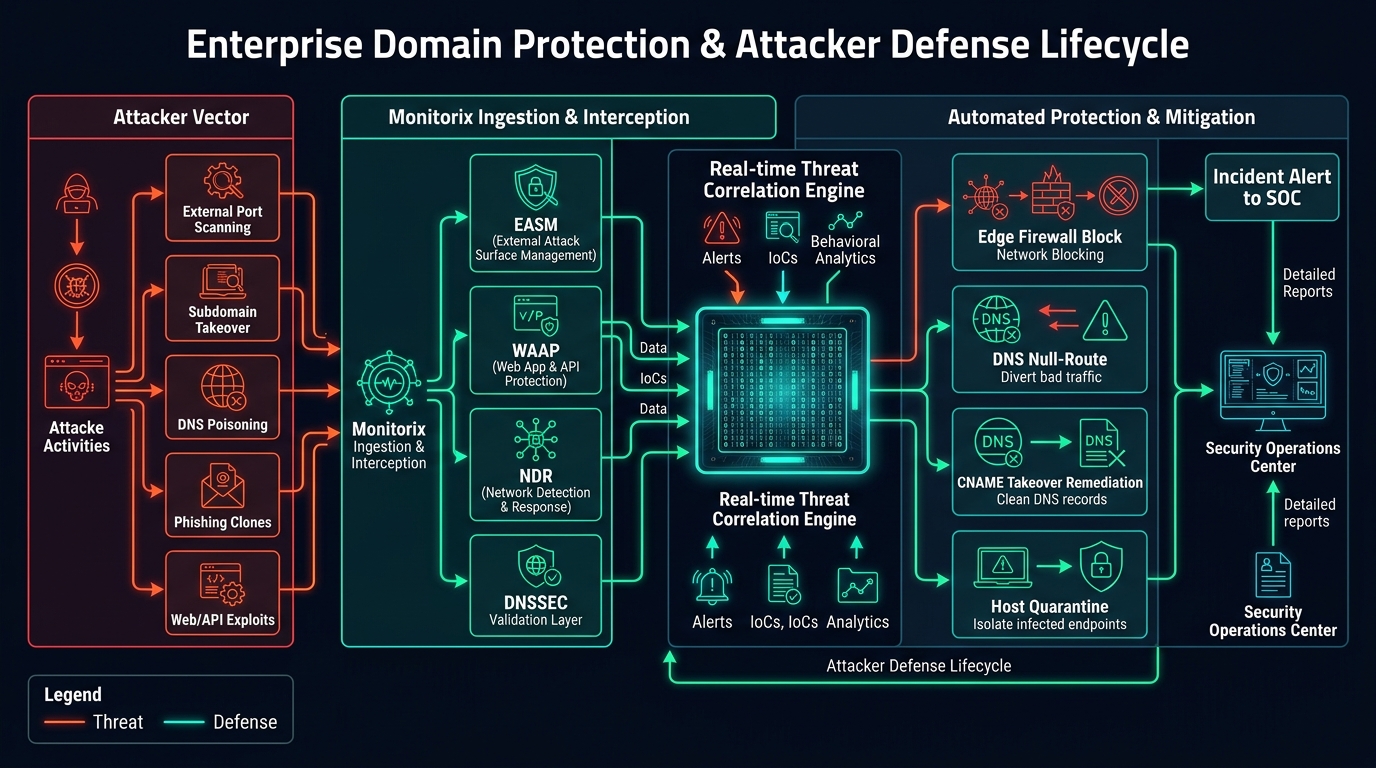 Enterprise Domain Protection & Attacker Defense Lifecycle
Attacker Vector
External Port
Scanning
Subdomain
Takeover
DNS Poisoning
Phishing Clones
Web/API Exploits
Attacke
Activities
Monitorix Ingestion & Interception
Monitorix
Ingestion &
Interception
EASM
(External Attack
Surface Management)
V/P
WAAP
(Web App & API
Protection)
NDR
(Network Detection
& Response)
DNSSEC
Validation Layer
Data
IoCs
Data
Real-time Threat
Correlation Engine
Alerts
IoCs
Behavioral
Analytics
Real-time Threat
Correlation Engine
Alerts
IoCs, IoCs
Analytics
Automated Protection & Mitigation
Edge Firewall Block
Network Blocking
DNS
DNS Null-Route
Divert bad traffic
DNS
DNS
CNAME Takeover Remediation
Clean DNS records
Host Quarantine
Isolate infected endpoints
Incident Alert
to SOC
Detailed
Reports
Security Operations
Center
Detailed
reports
Security
Operations Center
Attacker Defense Lifecycle
Legend
Threat
Defense